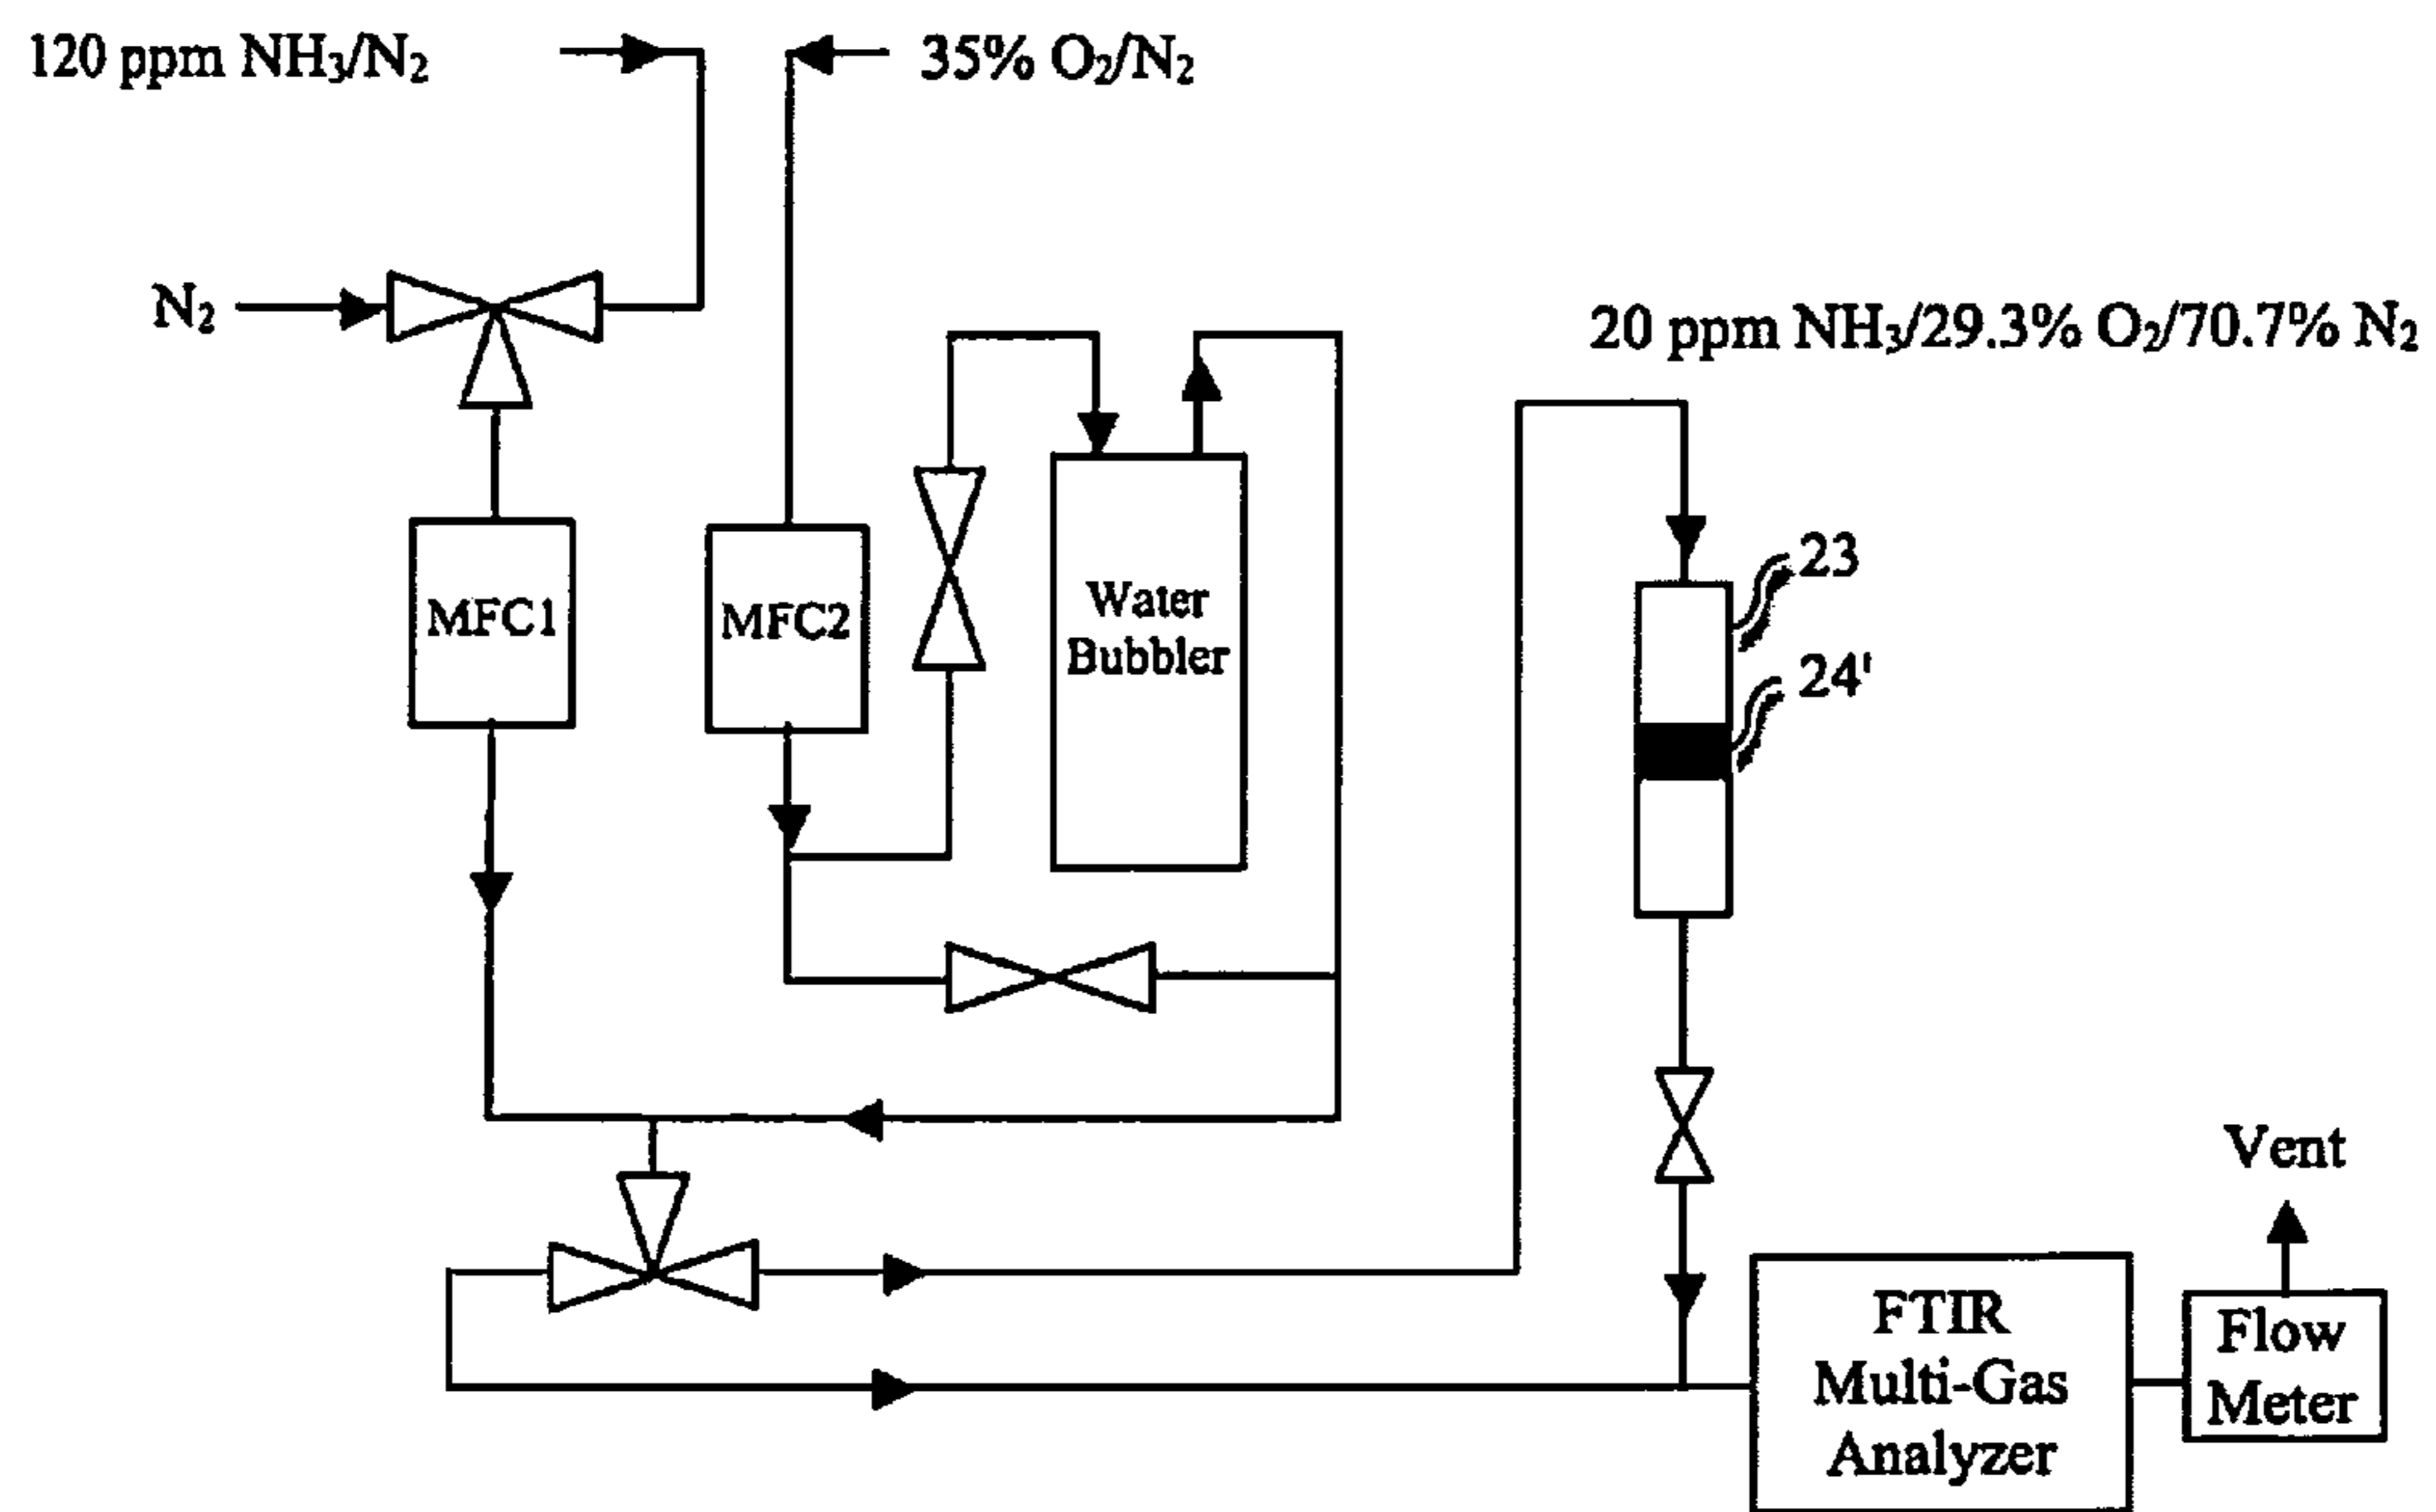 120 ppm NH₃/N₂
35% O₂/N₂
N₂
20 ppm NH₃/29.3% O₂/70.7% N₂
MFC1
MFC2
Water
Bubbler
23
24'
Vent
FTIR
Multi-Gas
Analyzer
Flow
Meter